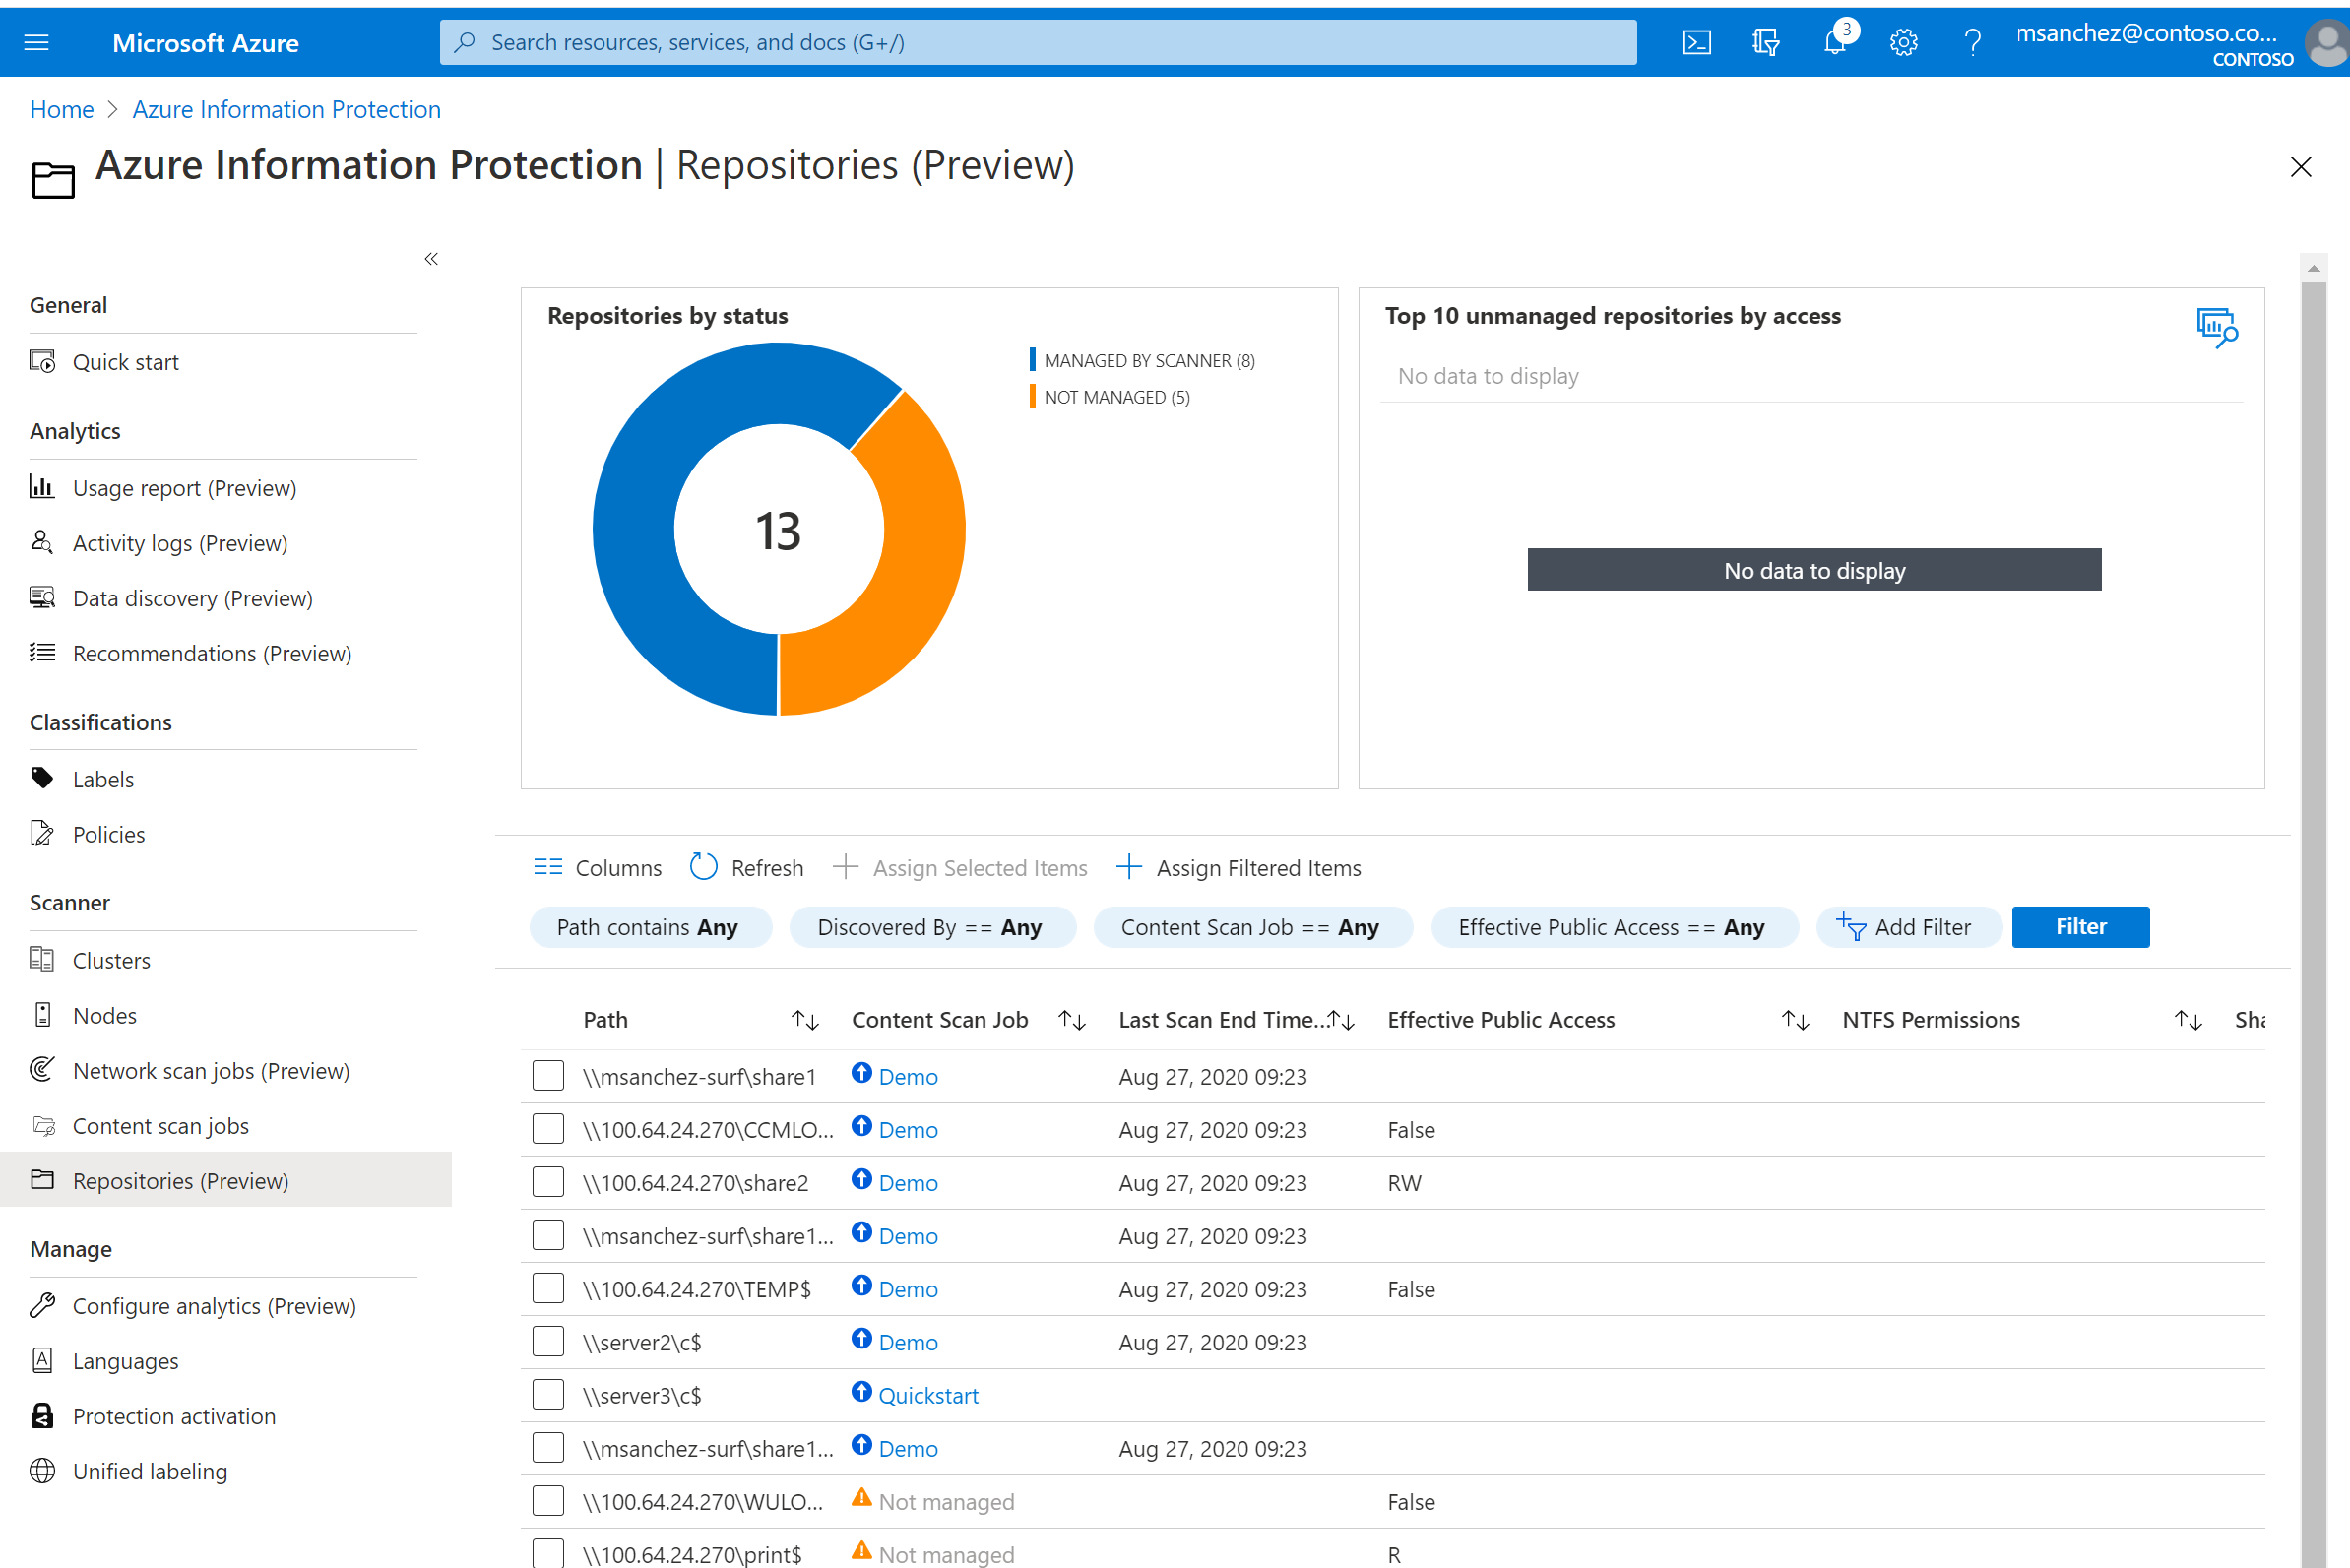 Microsoft Azure
Search resources, services, and docs (G+/)
3
msanchez@contoso.co...
CONTOSO
Home > Azure Information Protection
Azure Information Protection | Repositories (Preview)
«
General
Quick start
Analytics
Usage report (Preview)
Activity logs (Preview)
Data discovery (Preview)
Recommendations (Preview)
Classifications
Labels
Policies
Scanner
Clusters
Nodes
Network scan jobs (Preview)
Content scan jobs
Repositories (Preview)
Manage
Configure analytics (Preview)
Languages
Protection activation
Unified labeling
Repositories by status
MANAGED BY SCANNER (8)
NOT MANAGED (5)
13
Top 10 unmanaged repositories by access
No data to display
No data to display
Columns Refresh Assign Selected Items Assign Filtered Items
Path contains Any Discovered By == Any Content Scan Job == Any Effective Public Access == Any Add Filter Filter
Path Content Scan Job Last Scan End Time... Effective Public Access NTFS Permissions Sha
\\msanchez-surf\share1 Demo Aug 27, 2020 09:23
\\100.64.24.270\CCMLO... Demo Aug 27, 2020 09:23 False
\\100.64.24.270\share2 Demo Aug 27, 2020 09:23 RW
\\msanchez-surf\share1... Demo Aug 27, 2020 09:23
\\100.64.24.270\TEMP$ Demo Aug 27, 2020 09:23 False
\\server2\c$ Demo Aug 27, 2020 09:23
\\server3\c$ Quickstart
\\msanchez-surf\share1... Demo Aug 27, 2020 09:23
\\100.64.24.270\WULO... Not managed False
\\100.64.24.270\print$ Not managed R